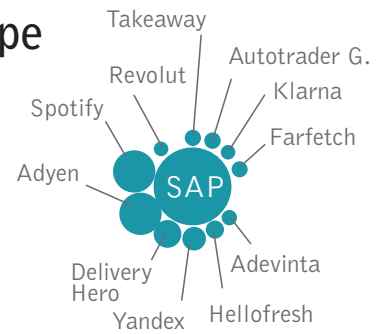 pe
Takeaway
Autotrader G.
Revolut
Klarna
Spotify
Farfetch
Adyen
SAP
Adevinta
Delivery
Hero
Hellofresh
Yandex